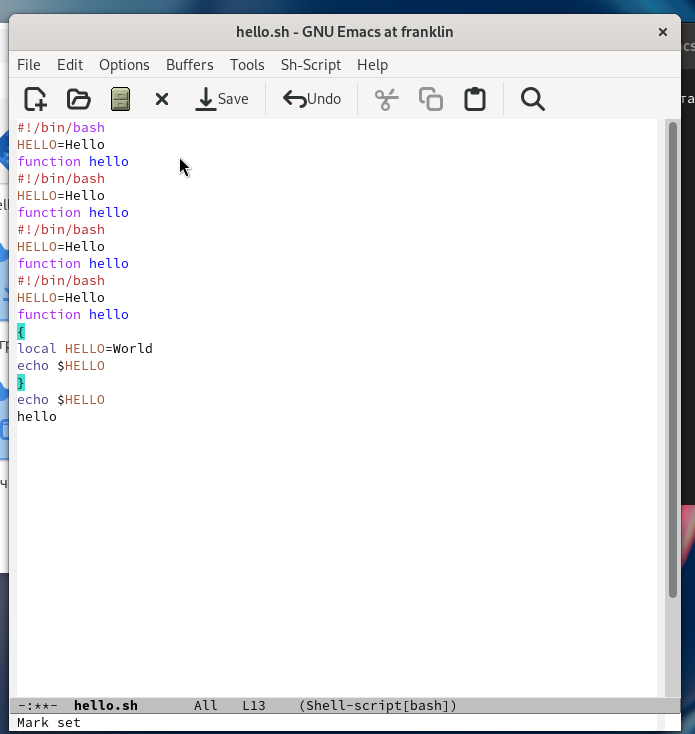 hello.sh - GNU Emacs at franklin
File Edit Options Buffers Tools Sh-Script Help
Save Undo
#!/bin/bash
HELLO=Hello
function hello
#!/bin/bash
HELLO=Hello
function hello
#!/bin/bash
HELLO=Hello
function hello
#!/bin/bash
HELLO=Hello
function hello
{
local HELLO=World
echo $HELLO
}
echo $HELLO
hello
-:**- hello.sh All L13 (Shell-script[bash])
Mark set